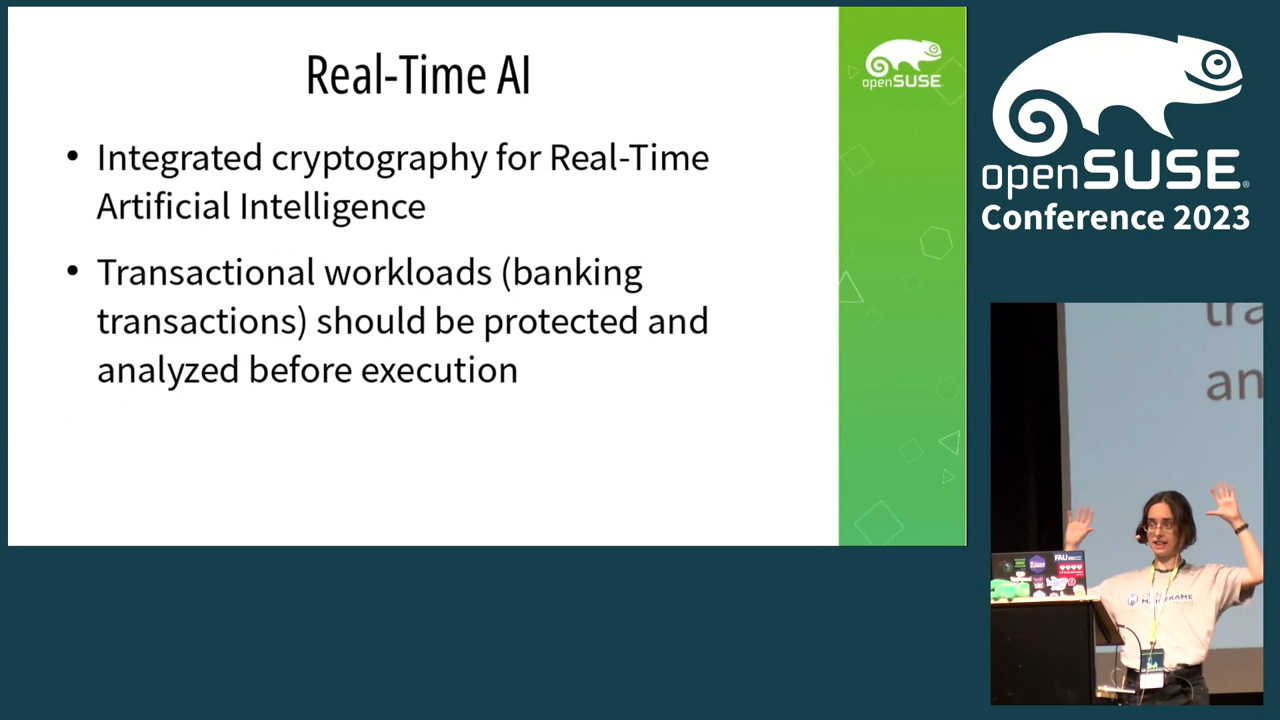 Real-Time AI
• Integrated cryptography for Real-Time
Artificial Intelligence
• Transactional workloads (banking
transactions) should be protected and
analyzed before execution
openSUSE
openSUSE
Conference 2023
tra
an
FAU